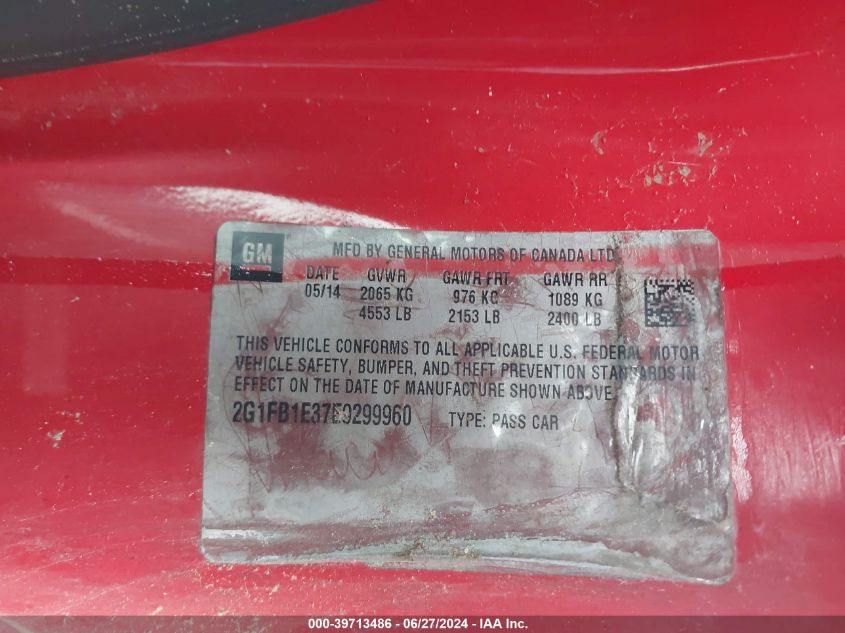 GM
MFD BY GENERAL MOTORS OF CANADA LTD
DATE GVWR GAWR FRT GAWR RR
05/14 2065 KG 976 KG 1089 KG
4553 LB 2153 LB 2400 LB
THIS VEHICLE CONFORMS TO ALL APPLICABLE U.S. FEDERAL MOTOR
VEHICLE SAFETY, BUMPER, AND THEFT PREVENTION STANDARDS IN
EFFECT ON THE DATE OF MANUFACTURE SHOWN ABOVE.
2G1FB1E37E9299960 TYPE: PASS CAR
000-39713486 / 06/27/2024 - IAA Inc.